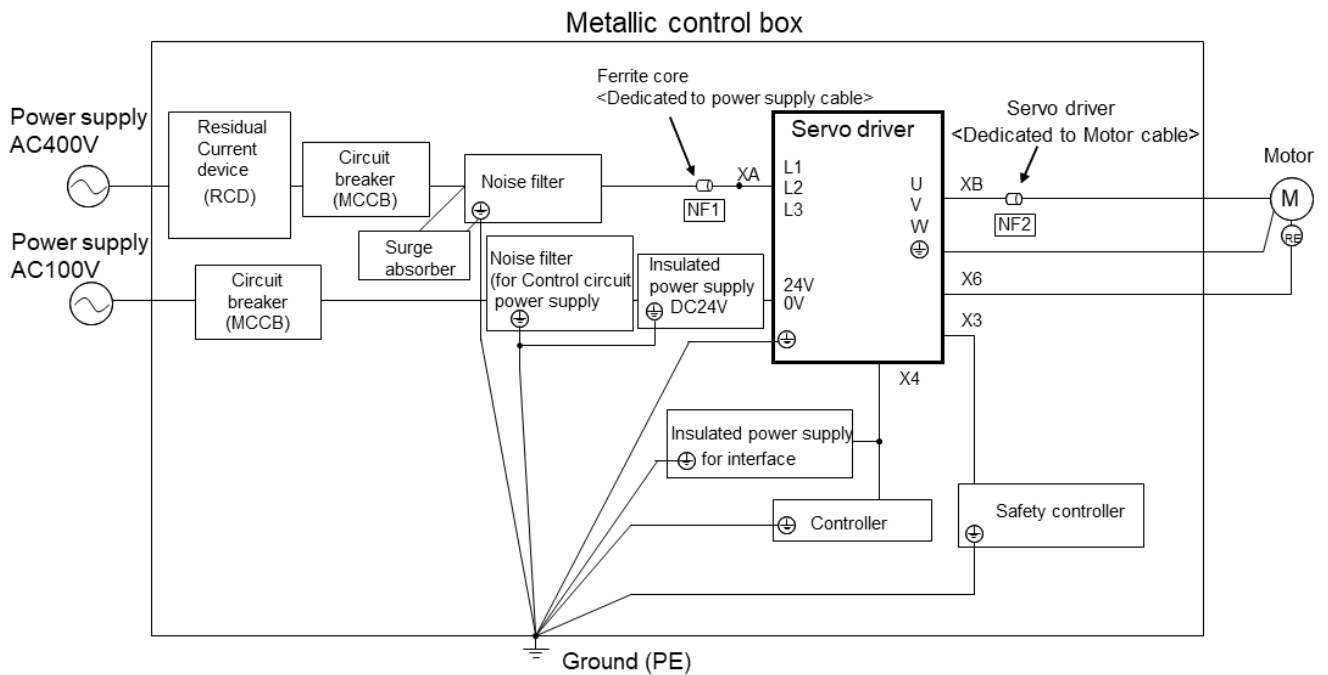 Metallic control box
Power supply
AC400V
Residual
Current
device
(RCD)
Circuit
breaker
(MCCB)
Noise filter
Surge
absorber
Ferrite core
<Dedicated to power supply cable>
NF1
XA
Servo driver
L1
L2
L3
U
V
W
24V
0V
XB
Servo driver
<Dedicated to Motor cable>
NF2
Motor
M
RE
X6
X3
X4
Power supply
AC100V
Circuit
breaker
(MCCB)
Noise filter
(for Control circuit
power supply
Insulated
power supply
DC24V
Insulated power supply
for interface
Controller
Safety controller
Ground (PE)